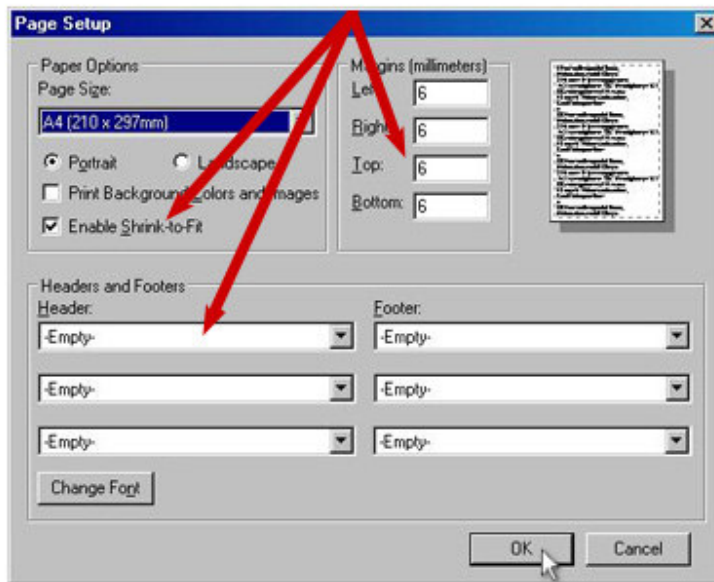 Page Setup
Paper Options
Page Size:
A4 (210 x 297mm)
Portrait
Landscape
Print Background Colors and Images
Enable Shrink-to-Fit
Margins (millimeters)
Left: 6
Right: 6
Top: 6
Bottom: 6
Headers and Footers
Header: Footer:
-Empty- -Empty-
-Empty- -Empty-
-Empty- -Empty-
Change Font
OK Cancel